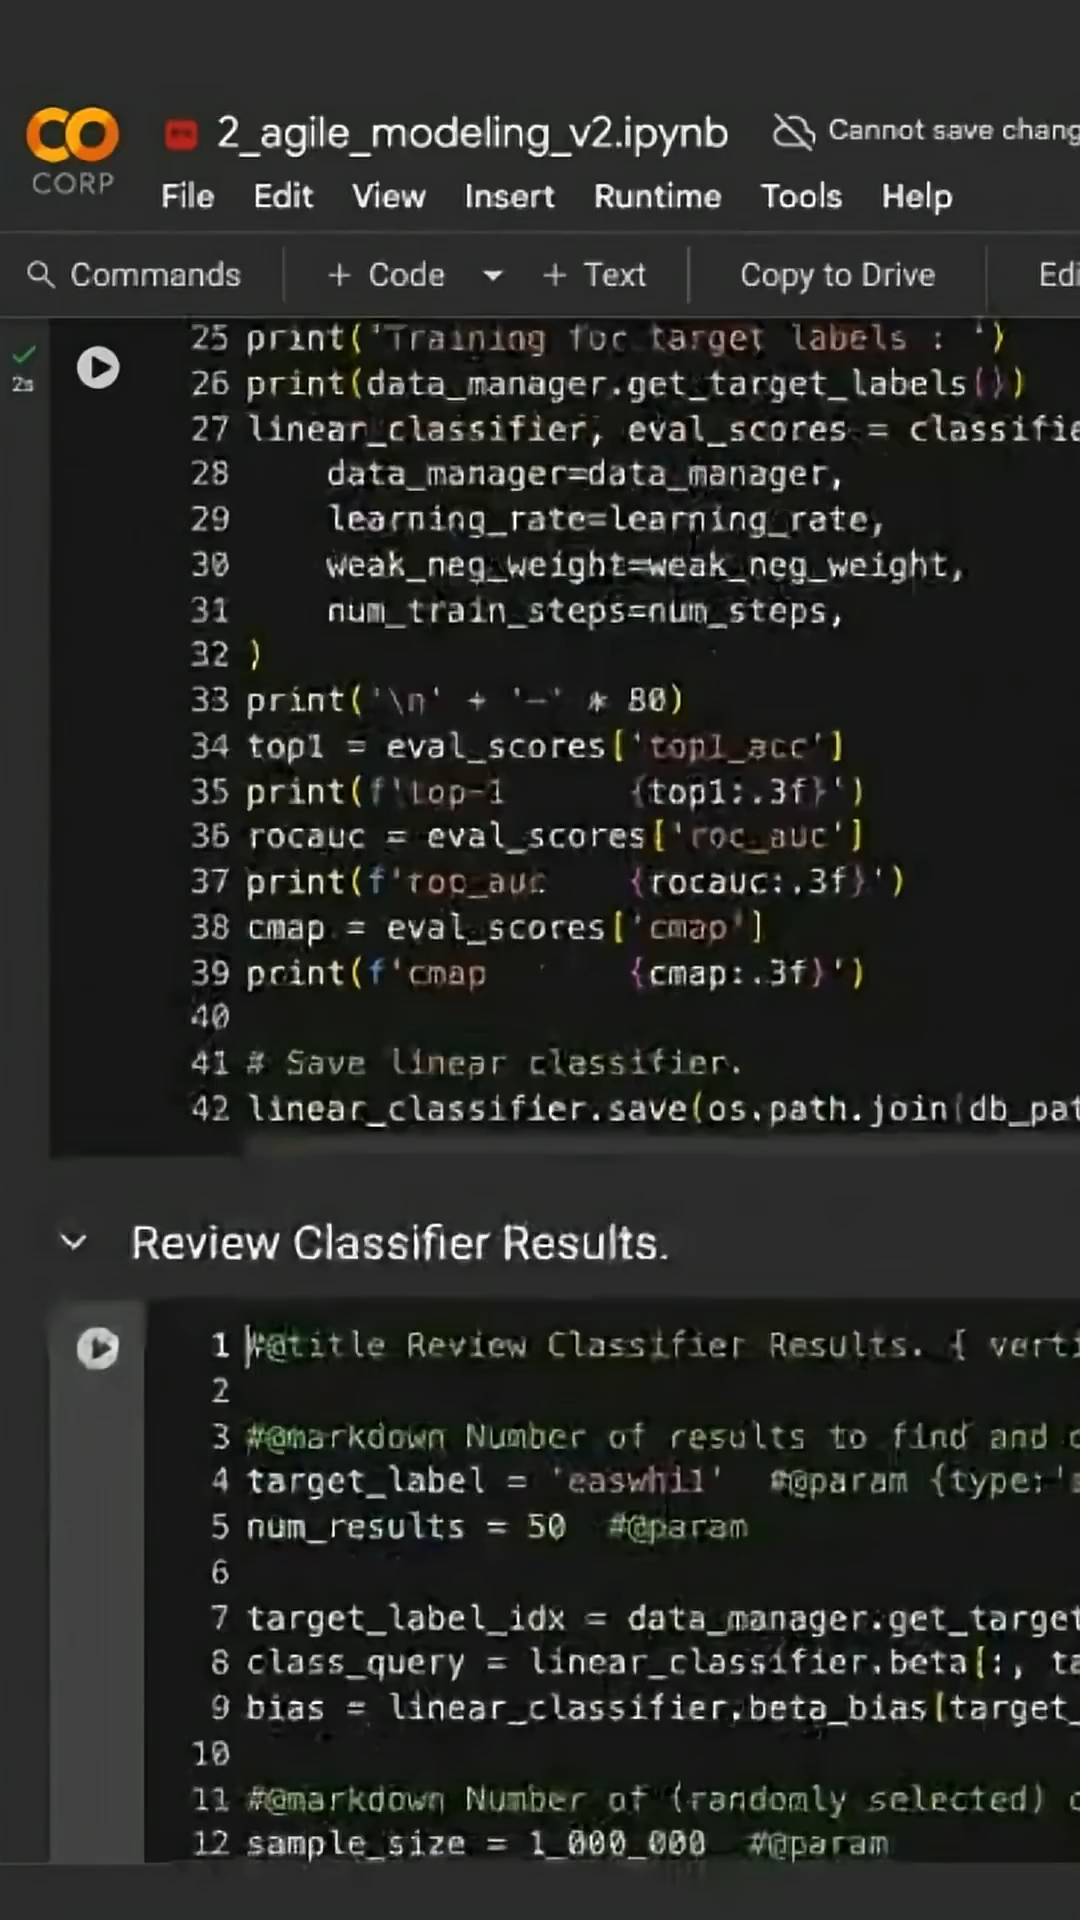 CO
CORP
2_agile_modeling_v2.ipynb
Cannot save chang
File Edit View Insert Runtime Tools Help
Commands + Code + Text Copy to Drive Edi
2s
25 print('Training for target labels : ')
26 print(data_manager.get_target_labels())
27 linear_classifier, eval_scores = classifie
28 data_manager=data_manager,
29 learning_rate=learning_rate,
30 weak_neg_weight=weak_neg_weight,
31 num_train_steps=num_steps,
32 )
33 print('\n' + '-' * 80)
34 top1 = eval_scores['top1_acc']
35 print(f'top-1 {top1:.3f}')
36 rocauc = eval_scores['roc_auc']
37 print(f'roc_auc {rocauc:.3f}')
38 cmap = eval_scores['cmap']
39 print(f'cmap {cmap:.3f}')
40
41 # Save linear classifier.
42 linear_classifier.save(os.path.join(db_pat
Review Classifier Results.
1 #@title Review Classifier Results. { verti
2
3 #@markdown Number of results to find and
4 target_label = 'easwhi1' #@param {type:'s
5 num_results = 50 #@param
6
7 target_label_idx = data_manager.get_target
8 class_query = linear_classifier.beta[:, ta
9 bias = linear_classifier.beta_bias[target_
10
11 #@markdown Number of (randomly selected)
12 sample_size = 1_000_000 #@param